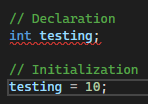 // Declaration
int testing;
// Initialization
testing = 10;